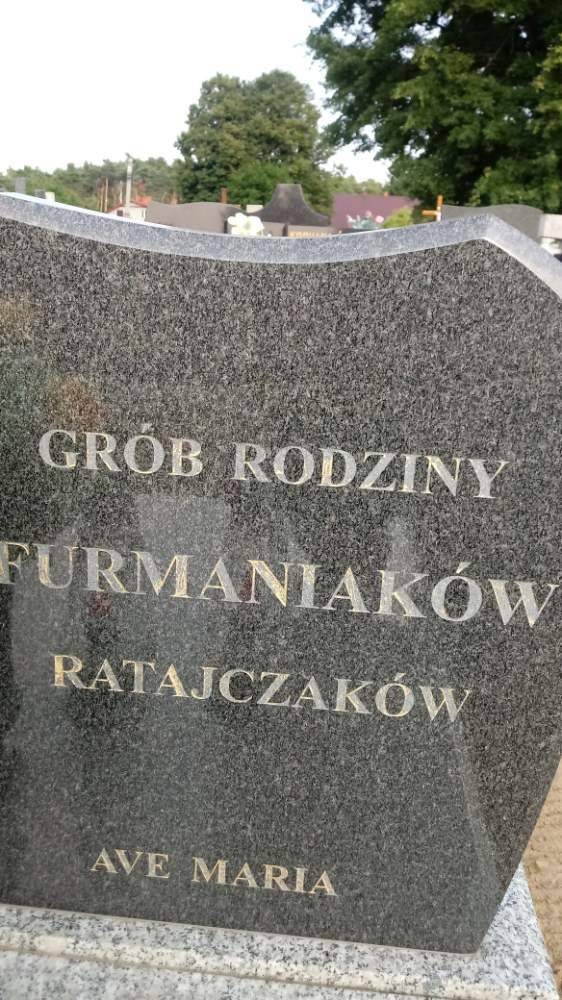 GRÓB RODZINY
FURMANIAKÓW
RATAJCZAKÓW
AVE MARIA